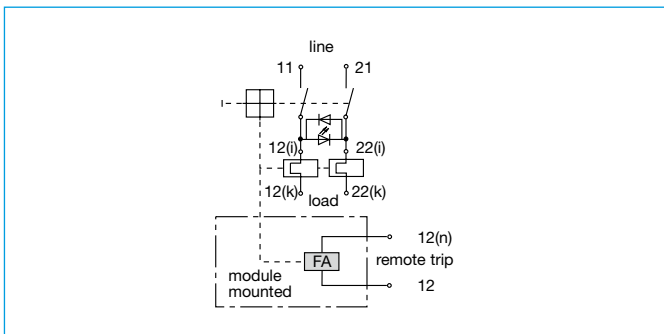 line
11 21
12(i) 22(i)
12(k) 22(k)
load
12(n)
FA remote trip
module
mounted
12